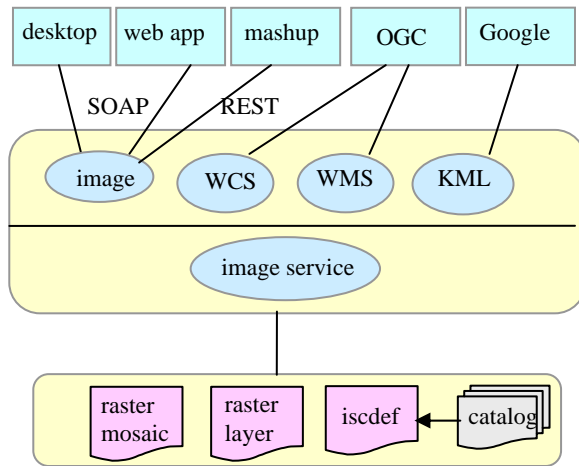 desktop
web app
mashup
OGC
Google
SOAP
REST
image
WCS
WMS
KML
image service
raster
mosaic
raster
layer
iscdef
catalog